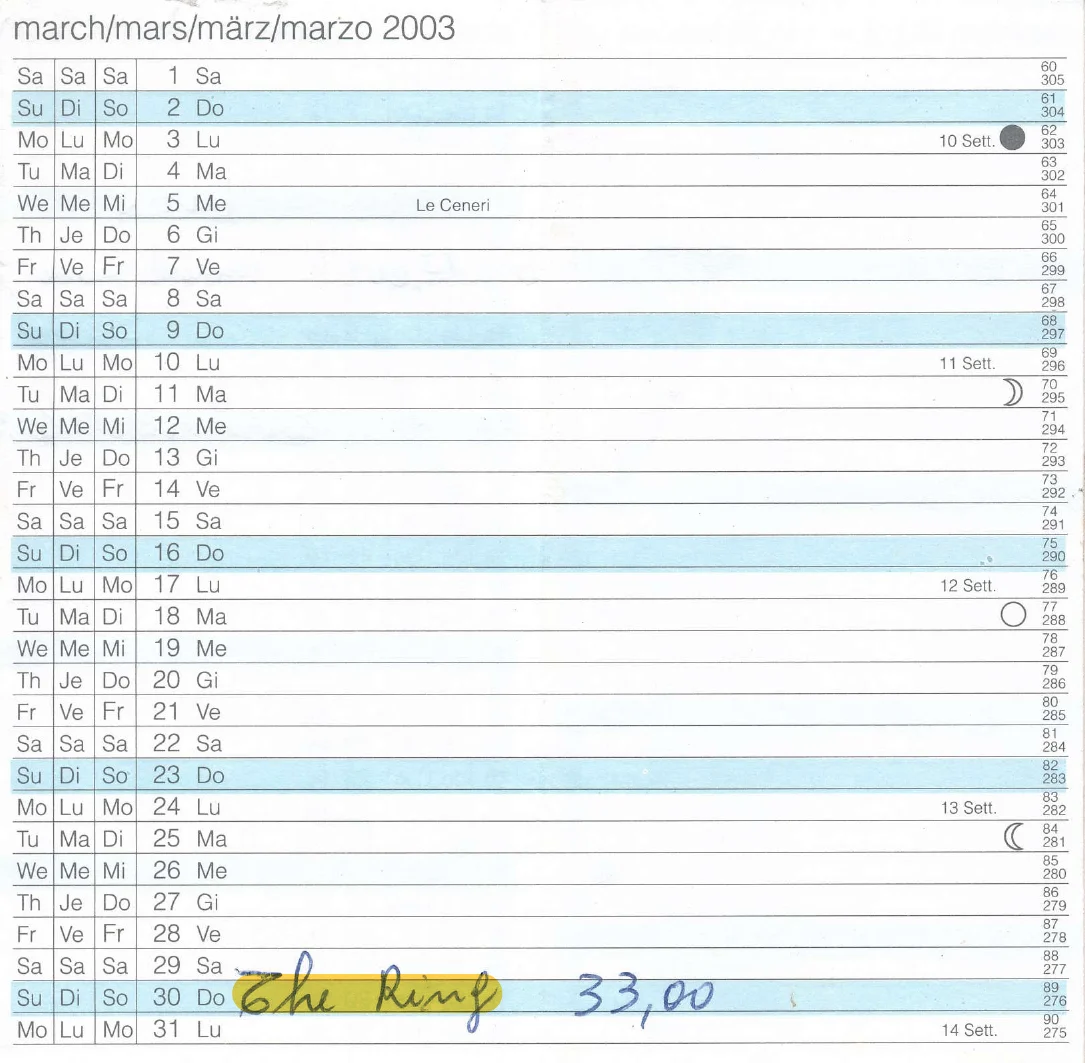 march/mars/märz/marzo 2003
Sa Sa Sa 1 Sa 60 305
Su Di So 2 Do 61 304
Mo Lu Mo 3 Lu 10 Sett. 62 303
Tu Ma Di 4 Ma 63 302
We Me Mi 5 Me Le Ceneri 64 301
Th Je Do 6 Gi 65 300
Fr Ve Fr 7 Ve 66 299
Sa Sa Sa 8 Sa 67 298
Su Di So 9 Do 68 297
Mo Lu Mo 10 Lu 11 Sett. 69 296
Tu Ma Di 11 Ma 70 295
We Me Mi 12 Me 71 294
Th Je Do 13 Gi 72 293
Fr Ve Fr 14 Ve 73 292
Sa Sa Sa 15 Sa 74 291
Su Di So 16 Do 75 290
Mo Lu Mo 17 Lu 12 Sett. 76 289
Tu Ma Di 18 Ma 77 288
We Me Mi 19 Me 78 287
Th Je Do 20 Gi 79 286
Fr Ve Fr 21 Ve 80 285
Sa Sa Sa 22 Sa 81 284
Su Di So 23 Do 82 283
Mo Lu Mo 24 Lu 13 Sett. 83 282
Tu Ma Di 25 Ma 84 281
We Me Mi 26 Me 85 280
Th Je Do 27 Gi 86 279
Fr Ve Fr 28 Ve 87 278
Sa Sa Sa 29 Sa 88 277
Su Di So 30 Do The Ring 33,00 89 276
Mo Lu Mo 31 Lu 14 Sett. 90 275